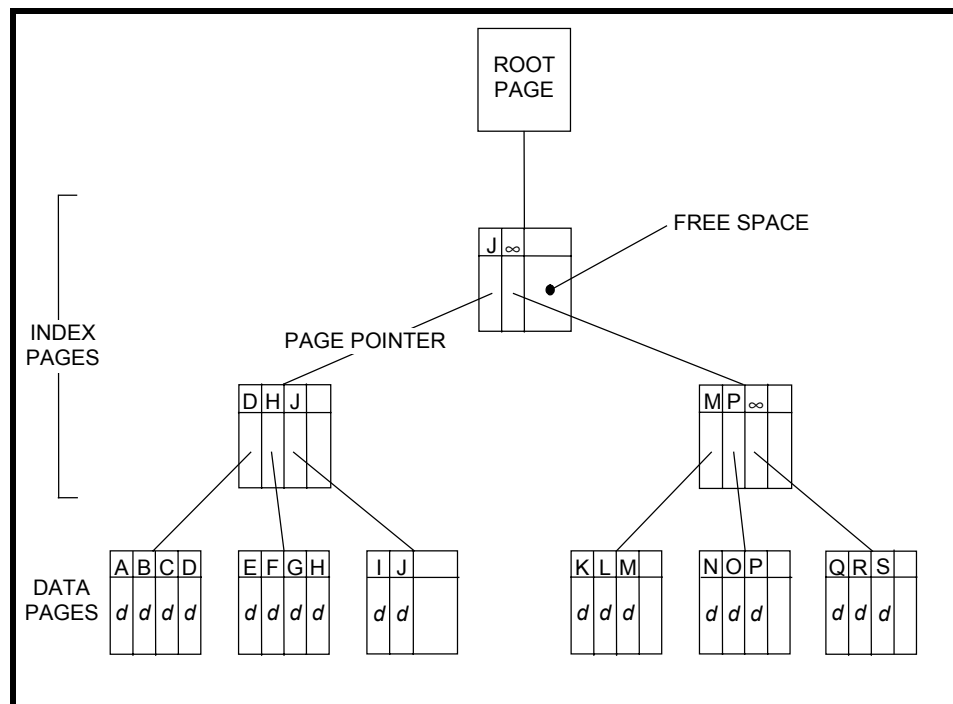 ROOT
PAGE
J ∞
FREE SPACE
INDEX
PAGES
PAGE POINTER
D H J
M P ∞
A B C D
E F G H
I J
K L M
N O P
Q R S
DATA
PAGES
d d d d
d d d d
d d
d d d
d d d
d d d